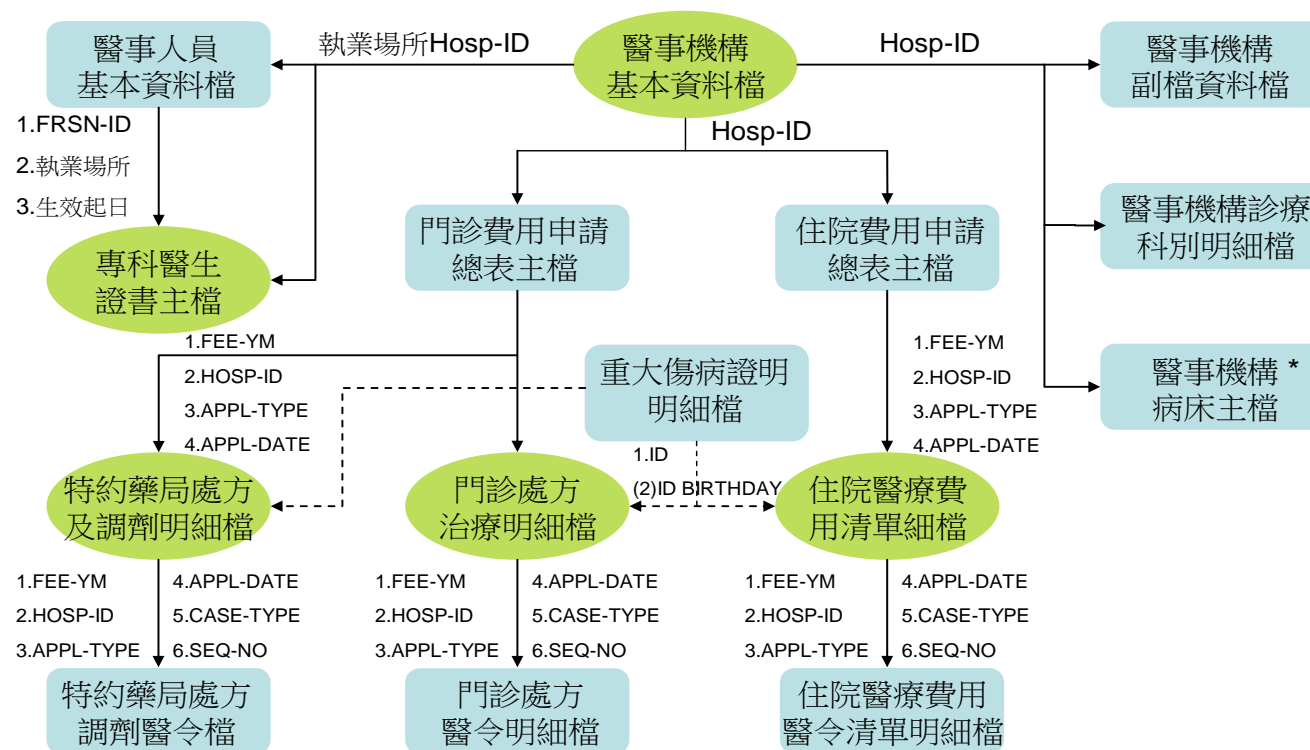 醫事人員
基本資料檔
執業場所Hosp-ID
醫事機構
基本資料檔
Hosp-ID
醫事機構
副檔資料檔
1.FRSN-ID
2.執業場所
3.生效起日
Hosp-ID
專科醫生
證書主檔
門診費用申請
總表主檔
住院費用申請
總表主檔
醫事機構診療
科別明細檔
1.FEE-YM
2.HOSP-ID
3.APPL-TYPE
4.APPL-DATE
重大傷病證明
明細檔
1.FEE-YM
2.HOSP-ID
3.APPL-TYPE
4.APPL-DATE
醫事機構 *
病床主檔
1.ID
(2)ID BIRTHDAY
特約藥局處方
及調劑明細檔
門診處方
治療明細檔
住院醫療費
用清單細檔
1.FEE-YM
2.HOSP-ID
3.APPL-TYPE
4.APPL-DATE
5.CASE-TYPE
6.SEQ-NO
1.FEE-YM
2.HOSP-ID
3.APPL-TYPE
4.APPL-DATE
5.CASE-TYPE
6.SEQ-NO
1.FEE-YM
2.HOSP-ID
3.APPL-TYPE
4.APPL-DATE
5.CASE-TYPE
6.SEQ-NO
特約藥局處方
調劑醫令檔
門診處方
醫令明細檔
住院醫療費用
醫令清單明細檔